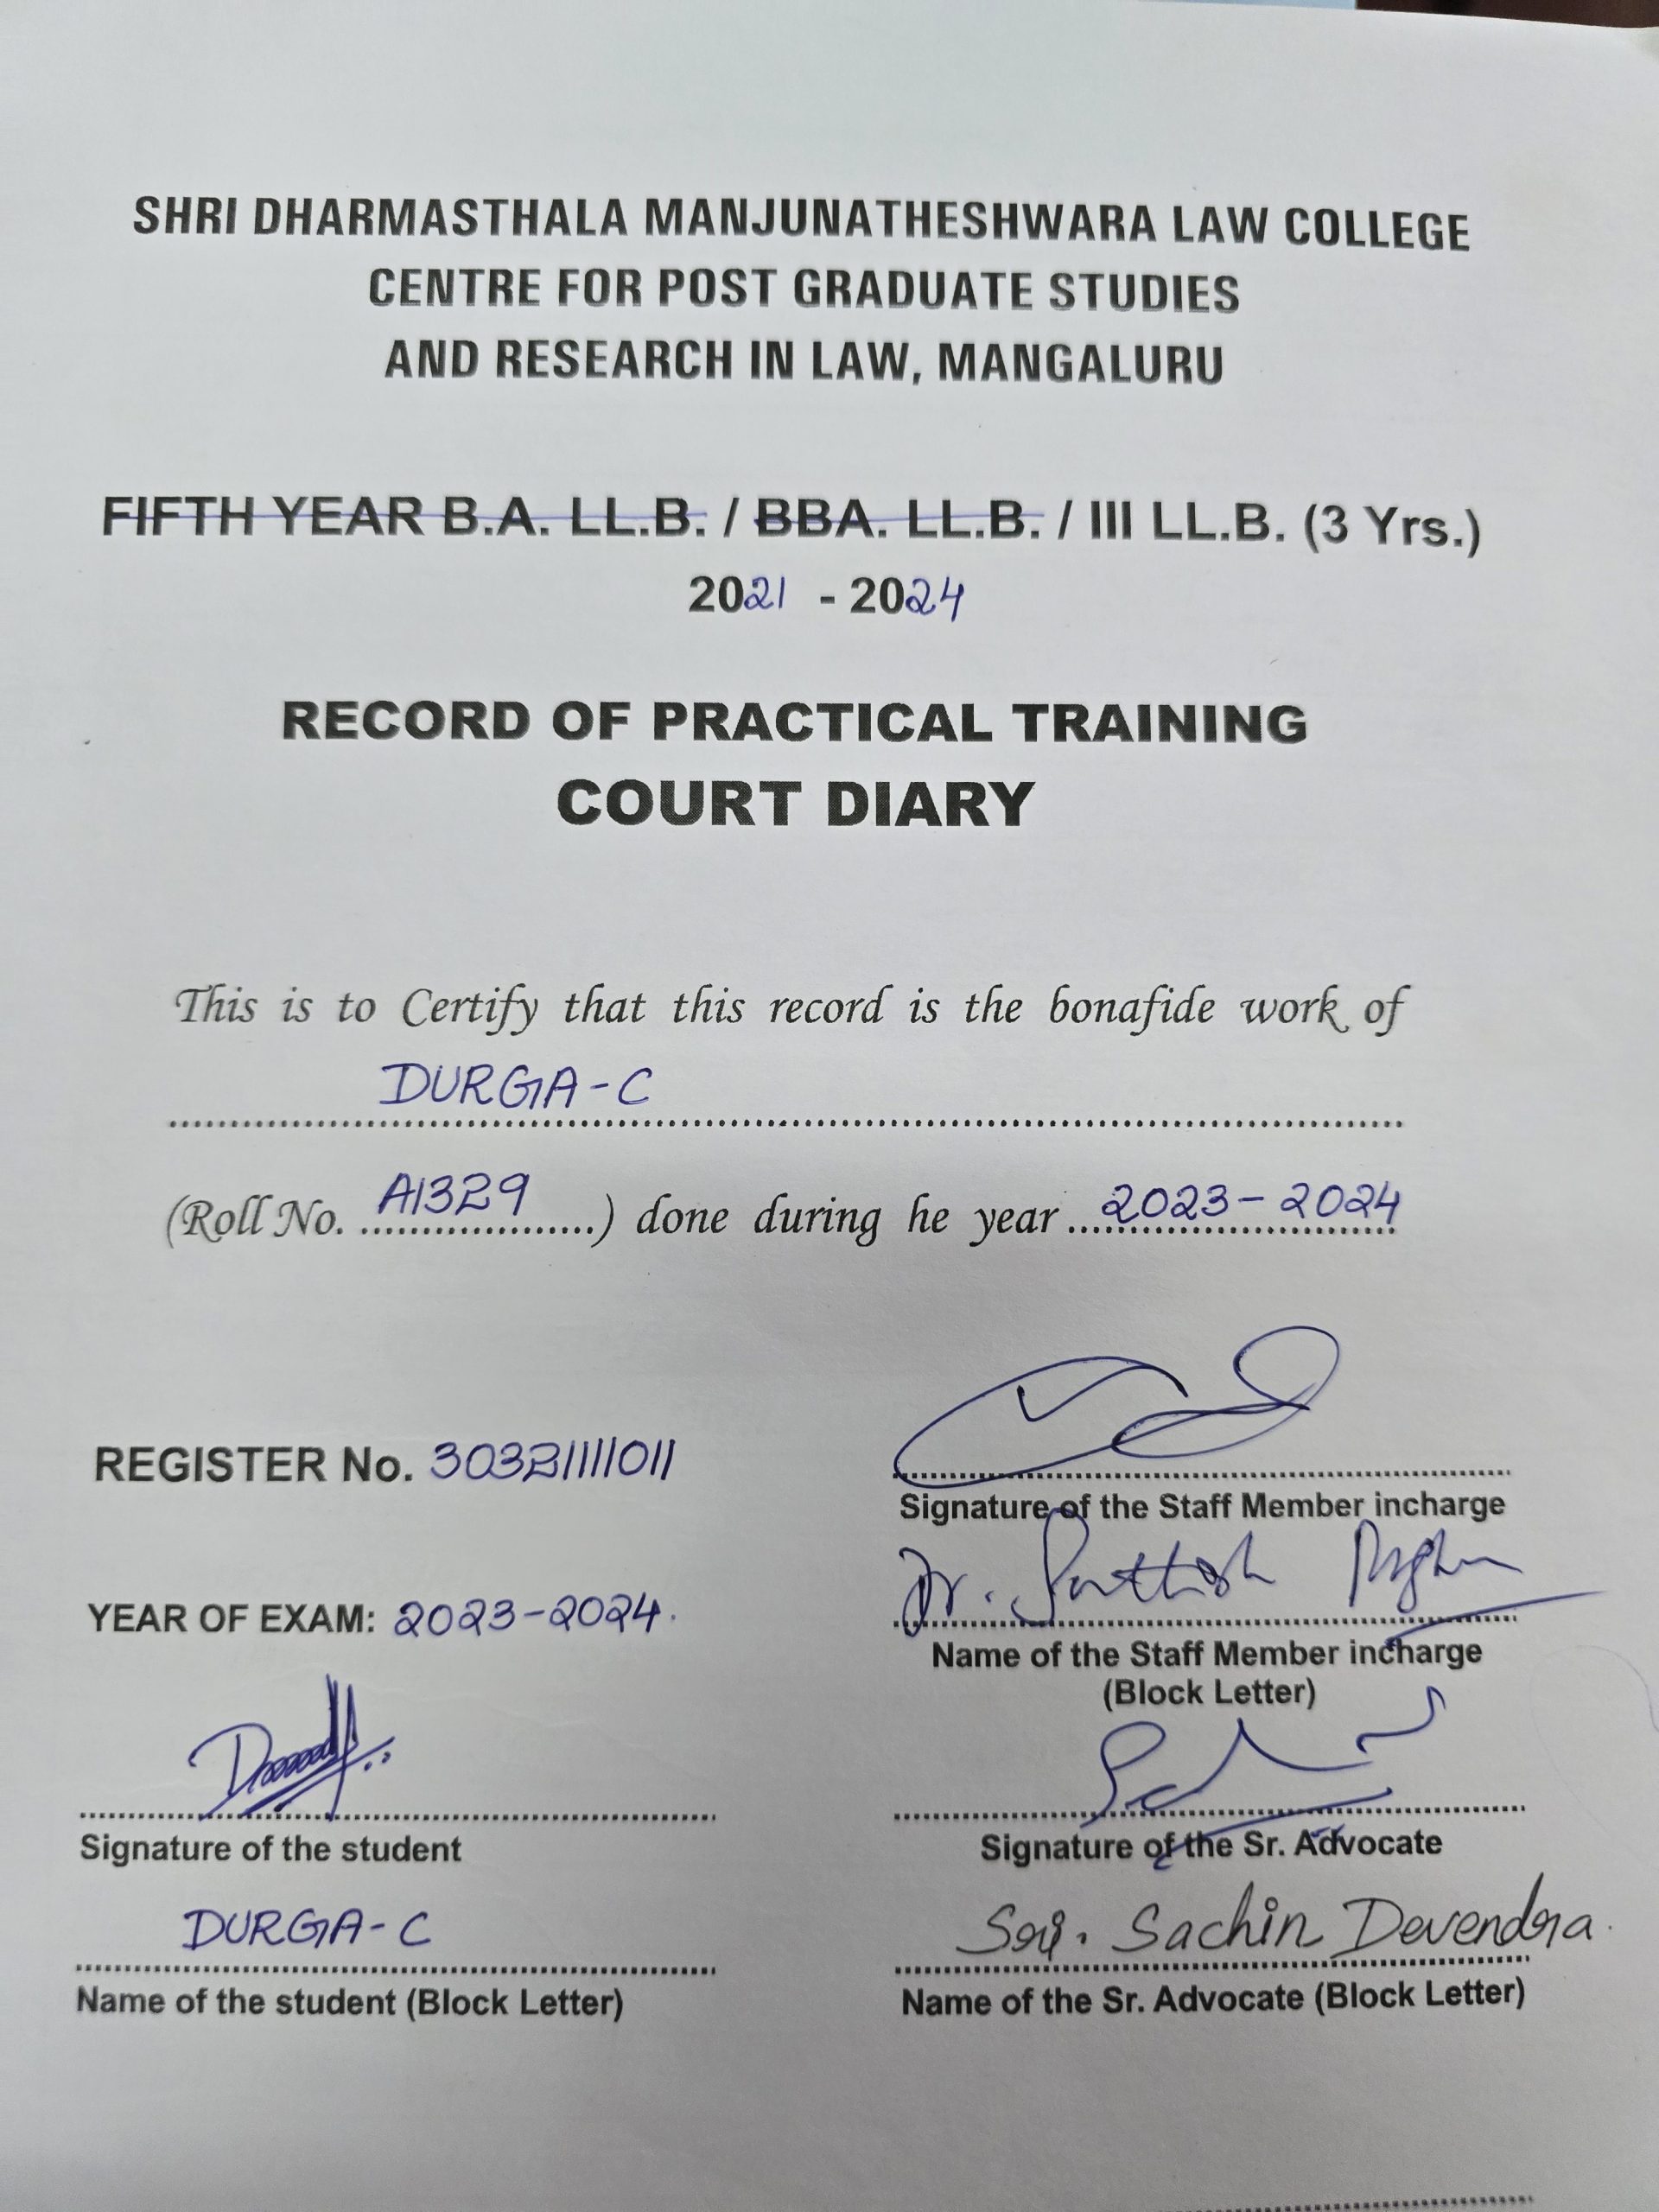 SHRI DHARMASTHALA MANJUNATHESHWARA LAW COLLEGE
CENTRE FOR POST GRADUATE STUDIES
AND RESEARCH IN LAW, MANGALURU
FIFTH YEAR B.A. LL.B. / BBA. LL.B. / III LL.B. (3 Yrs.)
2021 - 2024
RECORD OF PRACTICAL TRAINING
COURT DIARY
This is to Certify that this record is the bonafide work of
DURGA-C
(Roll No. A1329) done during he year 2023-2024
REGISTER No.
Signature of the Staff Member incharge
Dr.
YEAR OF EXAM: 2023-2024.
Name of the Staff Member incharge
(Block Letter)
Signature of the student
Signature of the Sr. Advocate
DURGA-C
Sachin Devendra.
Name of the student (Block Letter)
Name of the Sr. Advocate (Block Letter)